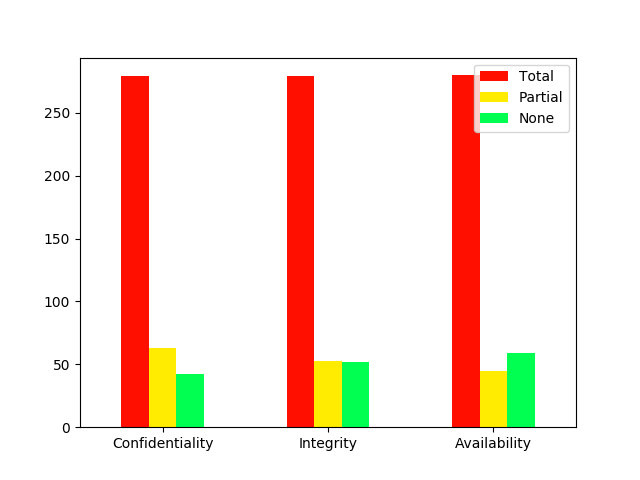 Total
Partial
None
250
200
150
100
50
0
Confidentiality
Integrity
Availability